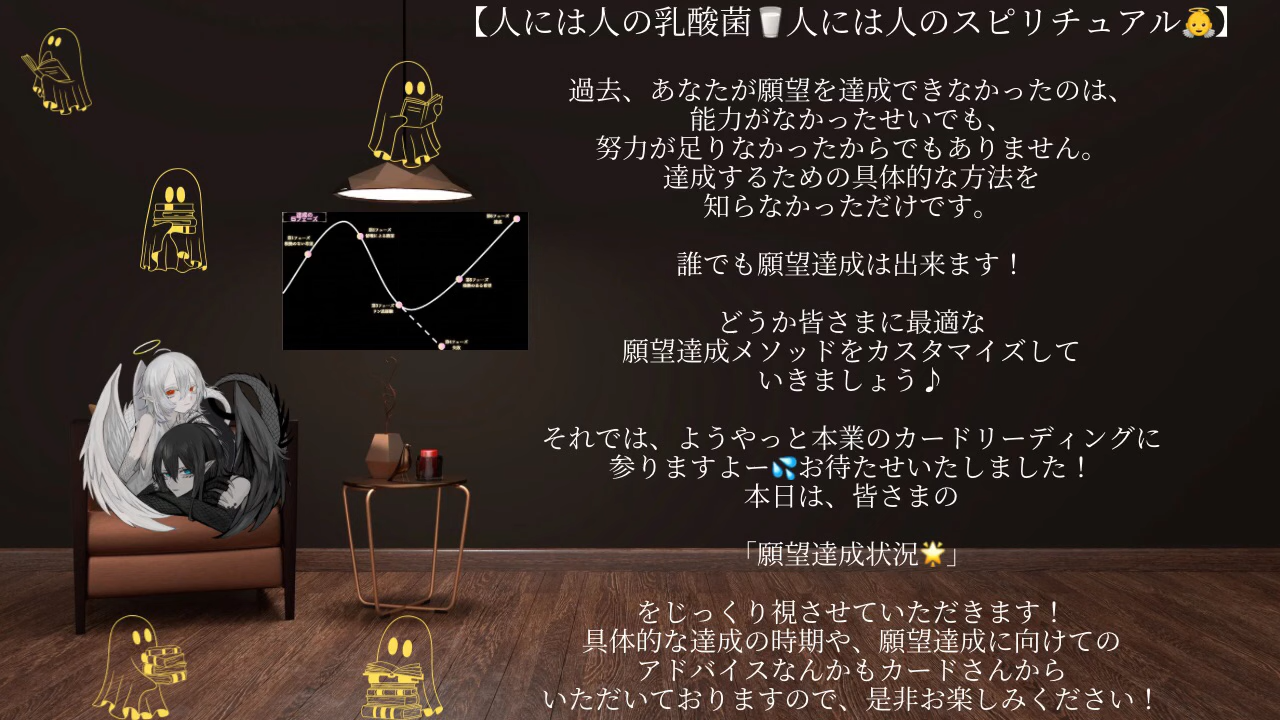 【人には人の乳酸菌🥛人には人のスピリチュアル👼】
過去、あなたが願望を達成できなかったのは、
能力がなかったせいでも、
努力が足りなかったからでもありません。
達成するための具体的な方法を
知らなかっただけです。
誰でも願望達成は出来ます!
どうか皆さまに最適な
願望達成メソッドをカスタマイズして
いきましょう♪
それでは、ようやっと本業のカードリーディングに
参りますよー💦お待たせいたしました!
本日は、皆さまの
「願望達成状況🌟」
をじっくり視させていただきます!
具体的な達成の時期や、願望達成に向けての
アドバイスなんかもカードさんから
いただいておりますので、是非お楽しみください!